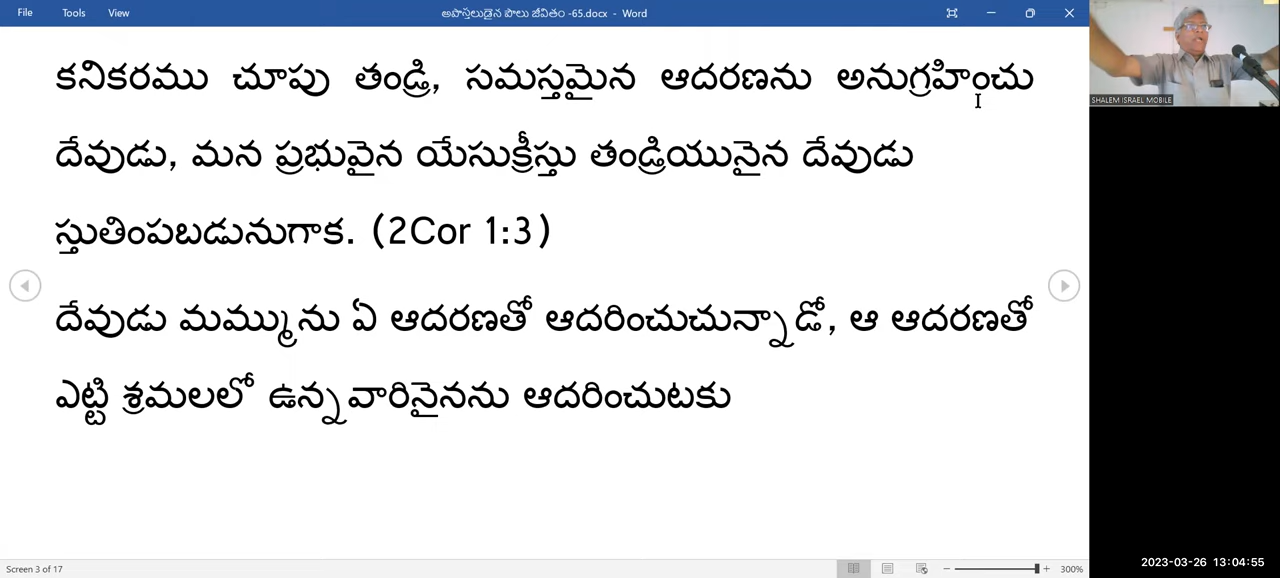 File Tools View అపొస్తలుడైన పౌలు జీవితం -65.docx - Word
కనికరము చూపు తండ్రి, సమస్తమైన ఆదరణను అనుగ్రహించు
SHALEM ISRAEL MOBILE
దేవుడు, మన ప్రభువైన యేసుక్రీస్తు తండ్రియునైన దేవుడు
స్తుతింపబడునుగాక. (2Cor 1:3)
దేవుడు మమ్మును ఏ ఆదరణతో ఆదరించుచున్నాడో, ఆ ఆదరణతో
ఎట్టి శ్రమలలో ఉన్నవారినైనను ఆదరించుటకు
2023-03-26 13:04:55
Screen 3 of 17 300%